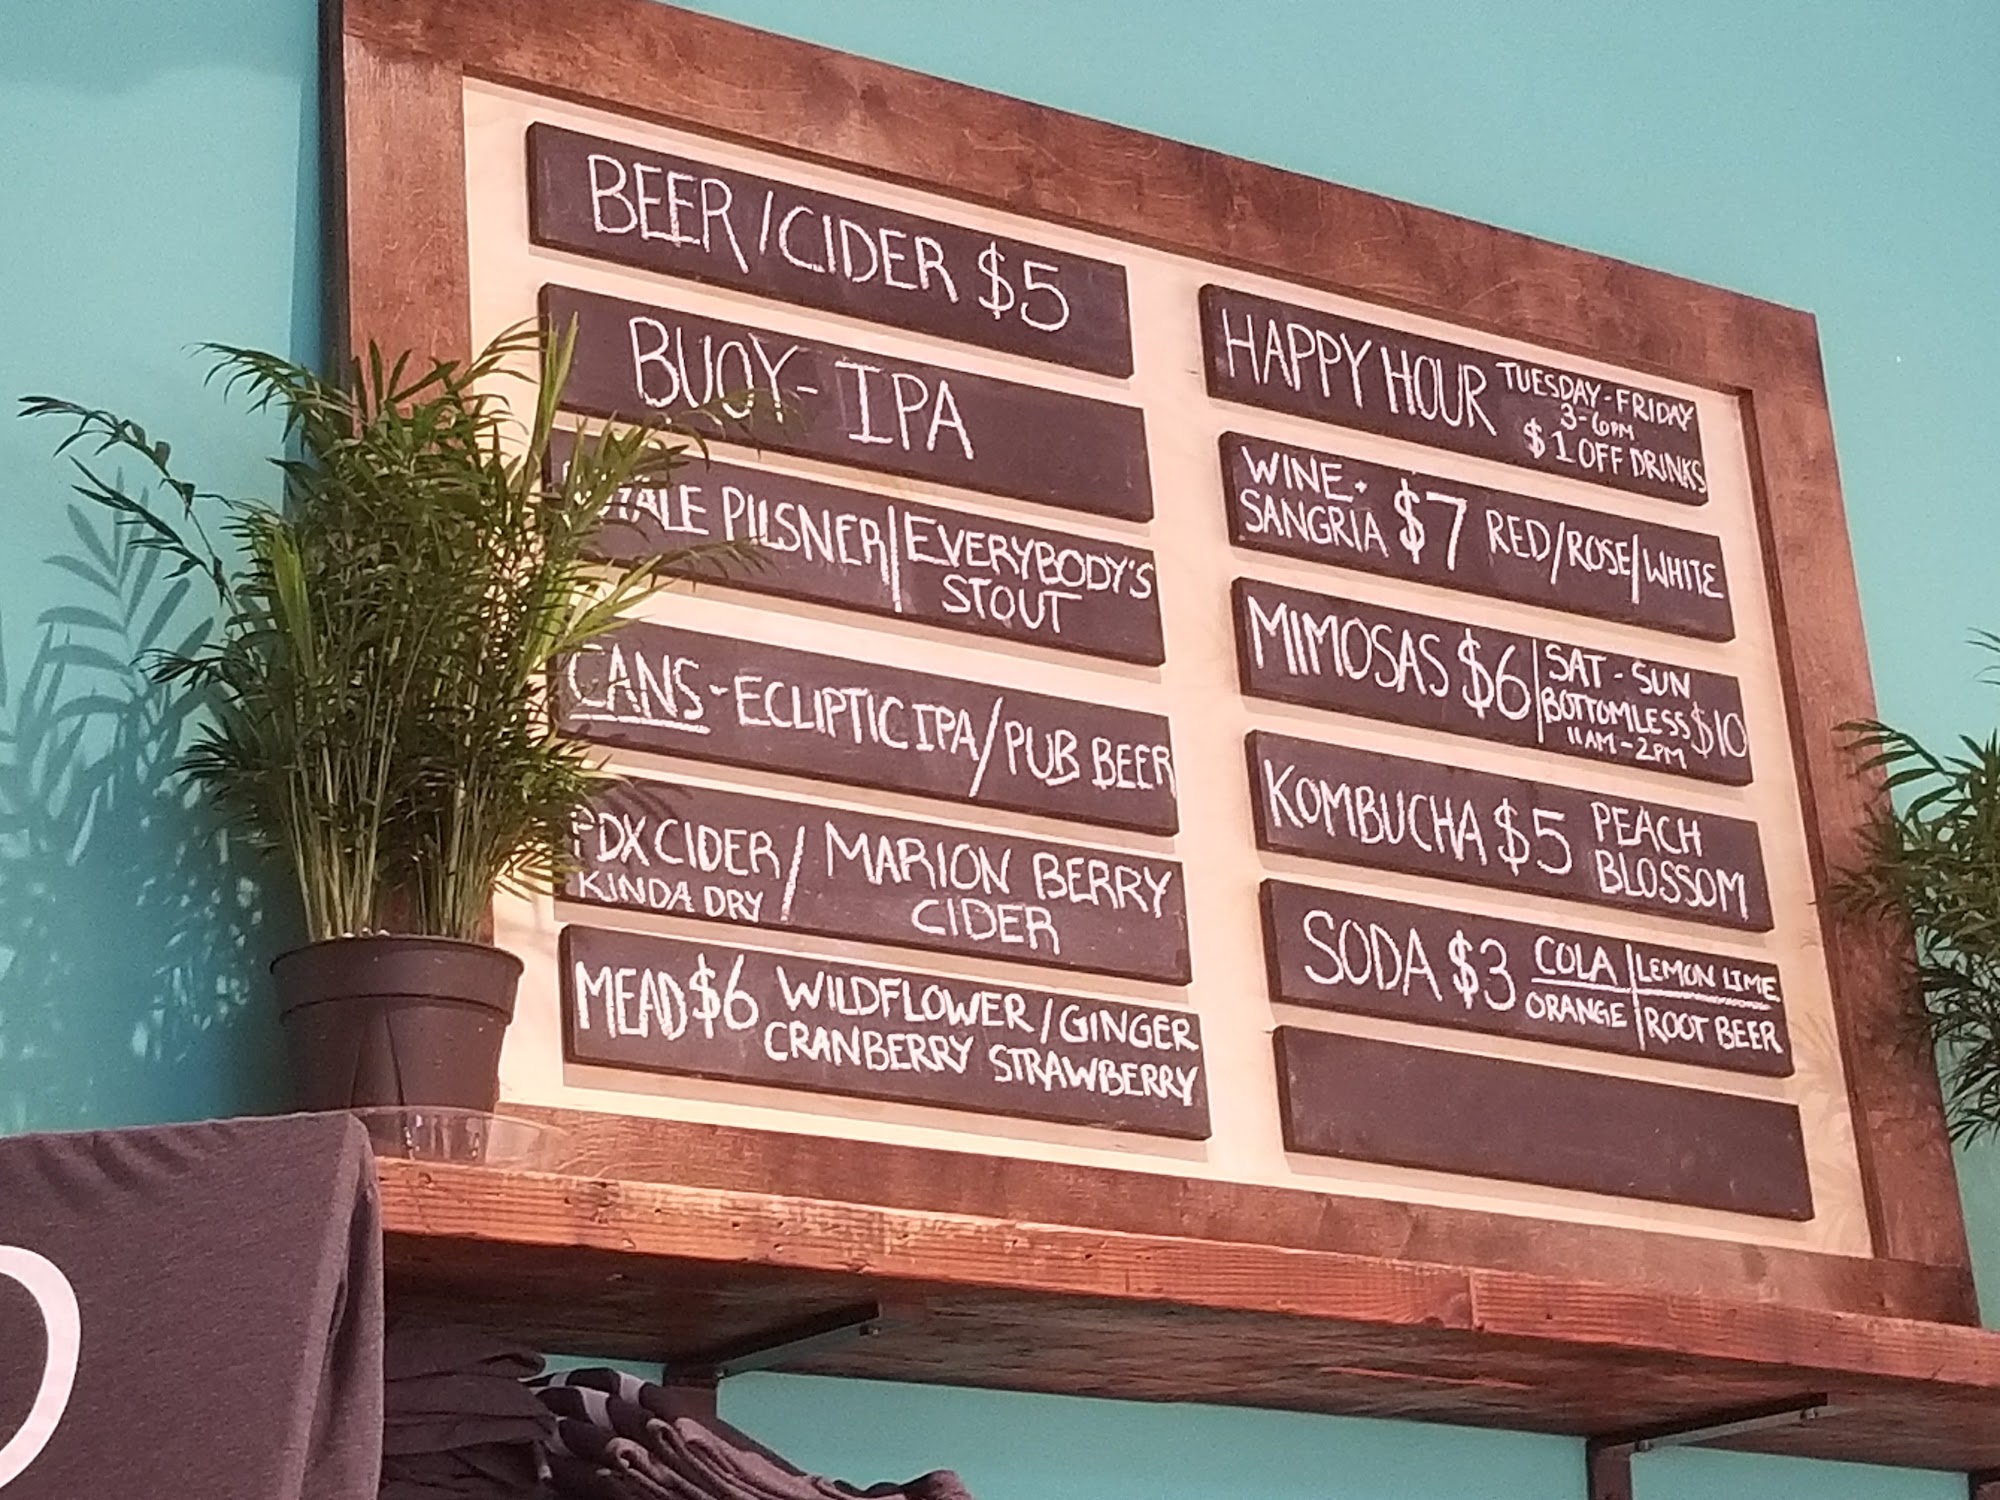 BEER/CIDER $5
BUOY-IPA
PILSNER/EVERYBODY'S
STOUT
CANS-ECLIPTIC IPA/PUB BEER
PDX CIDER/MARION BERRY
KINDA DRY
CIDER
MEAD $6 WILDFLOWER/GINGER
CRANBERRY STRAWBERRY
HAPPY HOUR TUESDAY-FRIDAY
3-6PM
$1 OFF DRINKS
WINE+
SANGRIA $7 RED/ROSE/WHITE
MIMOSAS $6|SAT-SUN
BOTTOMLESS $10
11AM-2PM
KOMBUCHA $5 PEACH
BLOSSOM
SODA $3 COLA|LEMON LIME
ORANGE|ROOT BEER